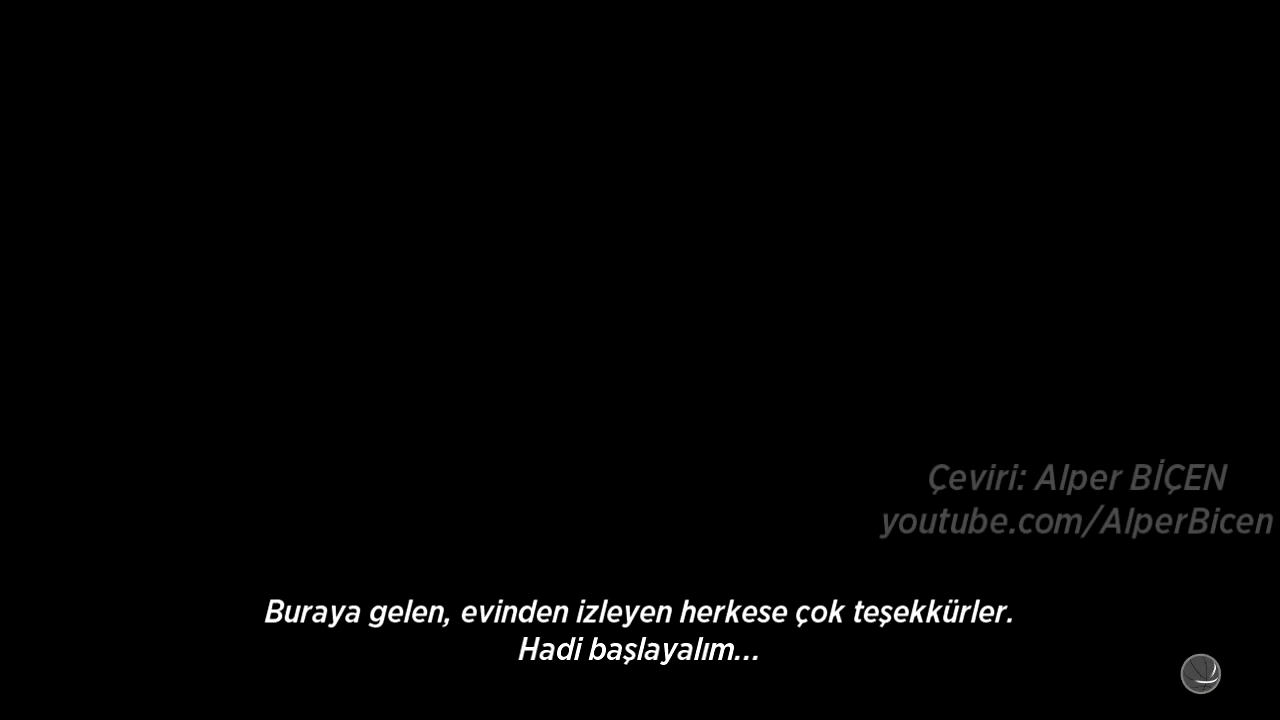 Çeviri: Alper BİÇEN
youtube.com/AlperBicen
Buraya gelen, evinden izleyen herkese çok teşekkürler.
Hadi başlayalım...